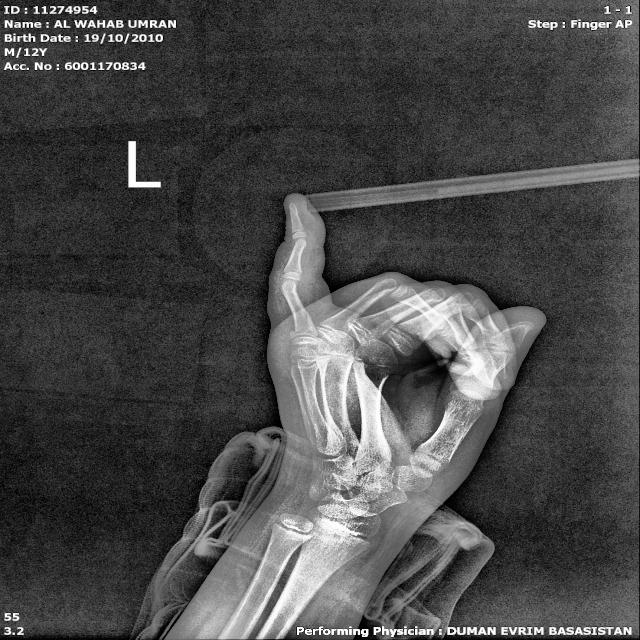 ID : 11274954
Name : AL WAHAB UMRAN
Birth Date : 19/10/2010
M/12Y
Acc. No : 6001170834
1 - 1
Step : Finger AP
L
55
3.2
Performing Physician : DUMAN EVRIM BASASISTAN